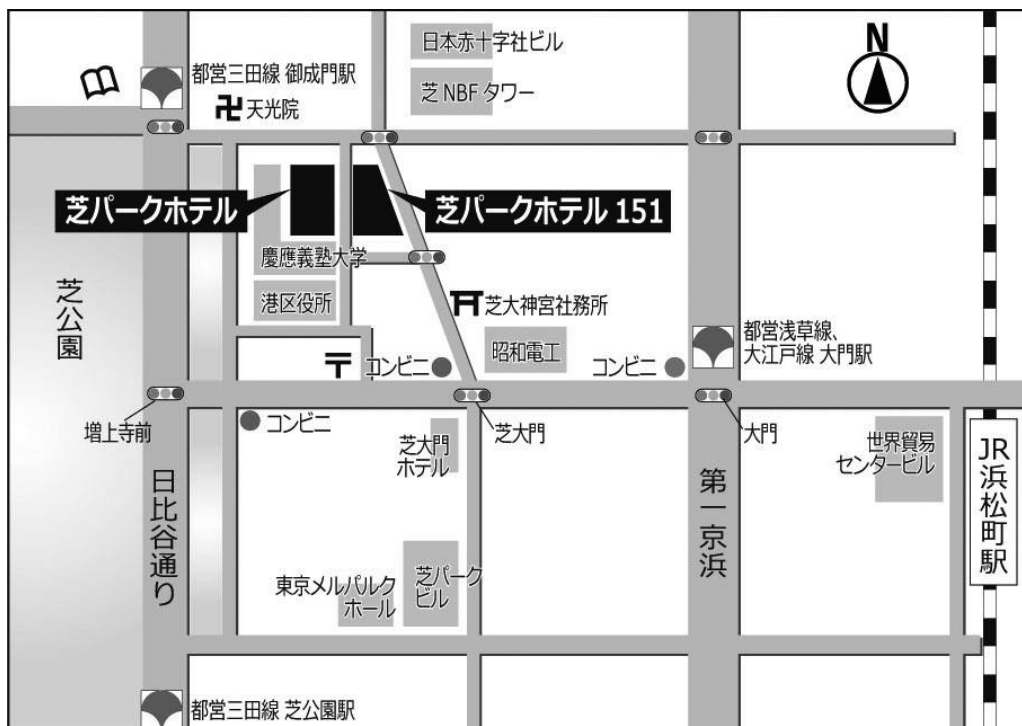 日本赤十字社ビル
N
都営三田線 御成門駅
芝 NBF タワー
天光院
芝パークホテル
芝パークホテル 151
慶應義塾大学
芝公園
港区役所
芝大神宮社務所
都営浅草線、
大江戸線 大門駅
昭和電工
コンビニ
コンビニ
増上寺前
コンビニ
芝大門
大門
芝大門
ホテル
世界貿易
センタービル
JR浜松町駅
日比谷通り
第一京浜
東京メルパルク
ホール
芝パーク
ビル
都営三田線 芝公園駅